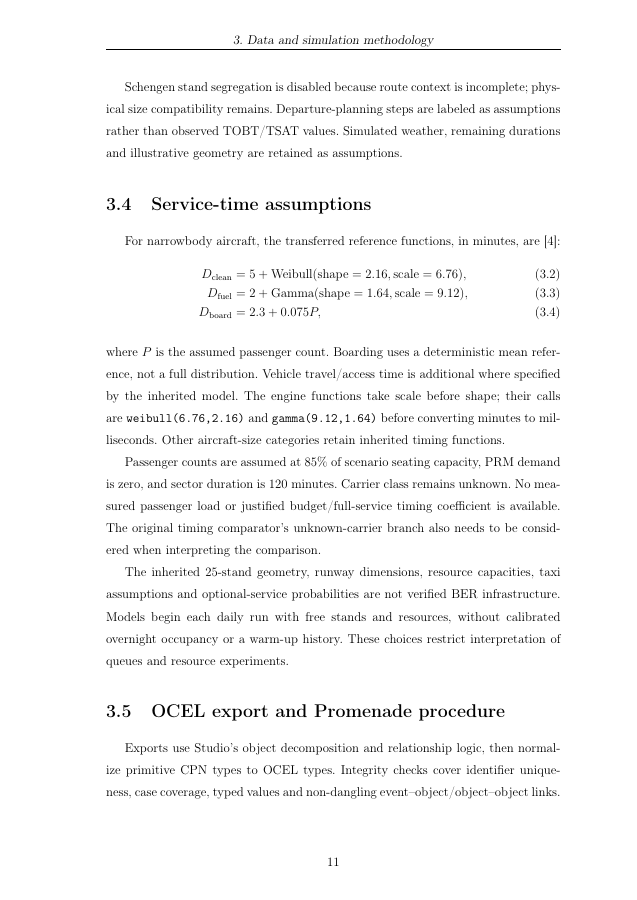 3. Data and simulation methodology
Schengen stand segregation is disabled because route context is incomplete; phys-
ical size compatibility remains. Departure-planning steps are labeled as assumptions
rather than observed TOBT/TSAT values. Simulated weather, remaining durations
and illustrative geometry are retained as assumptions.
3.4 Service-time assumptions
For narrowbody aircraft, the transferred reference functions, in minutes, are [4]:
D_clean = 5 + Weibull(shape = 2.16, scale = 6.76), (3.2)
D_fuel = 2 + Gamma(shape = 1.64, scale = 9.12), (3.3)
D_board = 2.3 + 0.075P, (3.4)
where P is the assumed passenger count. Boarding uses a deterministic mean refer-
ence, not a full distribution. Vehicle travel/access time is additional where specified
by the inherited model. The engine functions take scale before shape; their calls
are weibull(6.76,2.16) and gamma(9.12,1.64) before converting minutes to mil-
liseconds. Other aircraft-size categories retain inherited timing functions.
Passenger counts are assumed at 85% of scenario seating capacity, PRM demand
is zero, and sector duration is 120 minutes. Carrier class remains unknown. No mea-
sured passenger load or justified budget/full-service timing coefficient is available.
The original timing comparator's unknown-carrier branch also needs to be consid-
ered when interpreting the comparison.
The inherited 25-stand geometry, runway dimensions, resource capacities, taxi
assumptions and optional-service probabilities are not verified BER infrastructure.
Models begin each daily run with free stands and resources, without calibrated
overnight occupancy or a warm-up history. These choices restrict interpretation of
queues and resource experiments.
3.5 OCEL export and Promenade procedure
Exports use Studio's object decomposition and relationship logic, then normal-
ize primitive CPN types to OCEL types. Integrity checks cover identifier unique-
ness, case coverage, typed values and non-dangling event–object/object–object links.
11